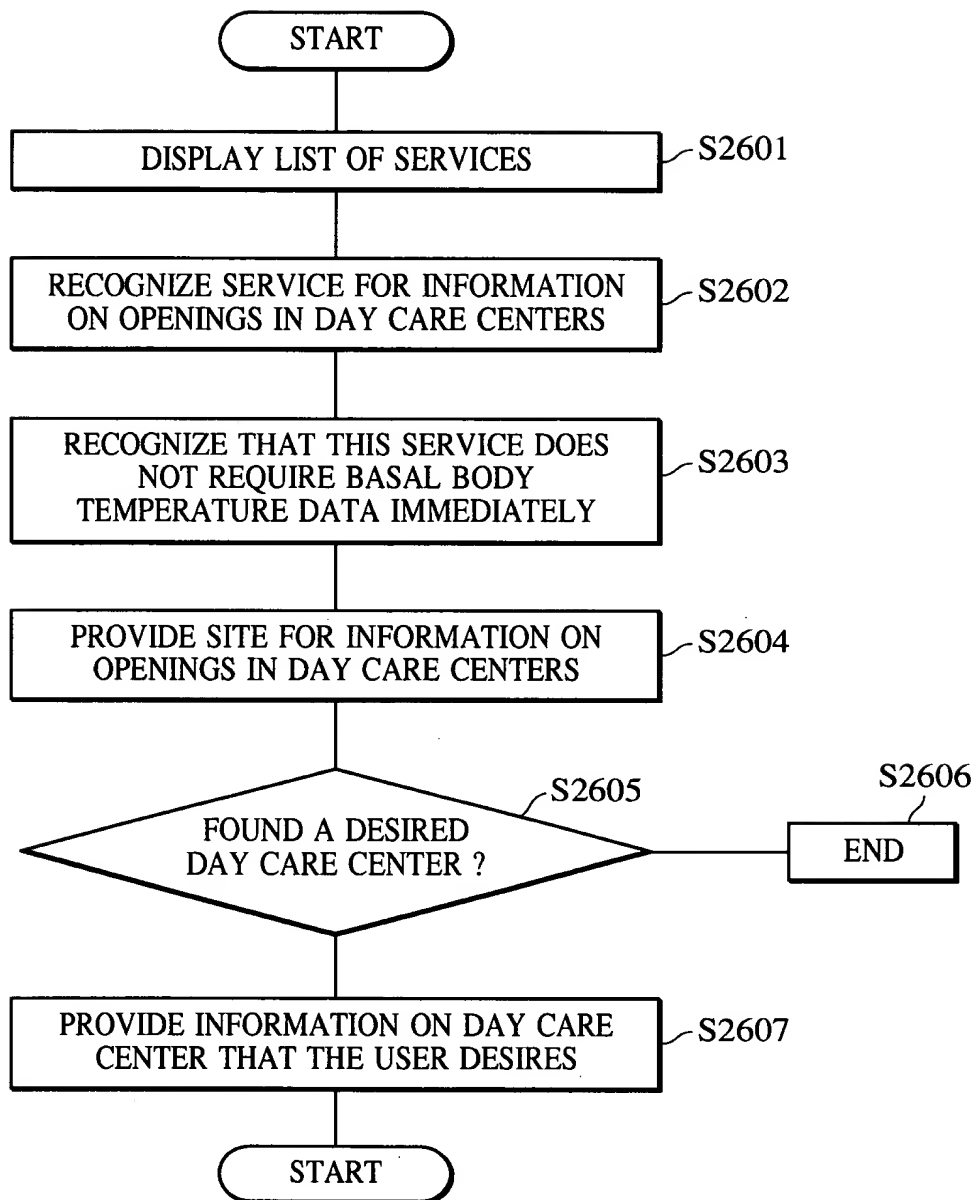 START
DISPLAY LIST OF SERVICES
S2601
RECOGNIZE SERVICE FOR INFORMATION
ON OPENINGS IN DAY CARE CENTERS
S2602
RECOGNIZE THAT THIS SERVICE DOES
NOT REQUIRE BASAL BODY
TEMPERATURE DATA IMMEDIATELY
S2603
PROVIDE SITE FOR INFORMATION ON
OPENINGS IN DAY CARE CENTERS
S2604
FOUND A DESIRED
DAY CARE CENTER ?
S2605
S2606
END
PROVIDE INFORMATION ON DAY CARE
CENTER THAT THE USER DESIRES
S2607
START